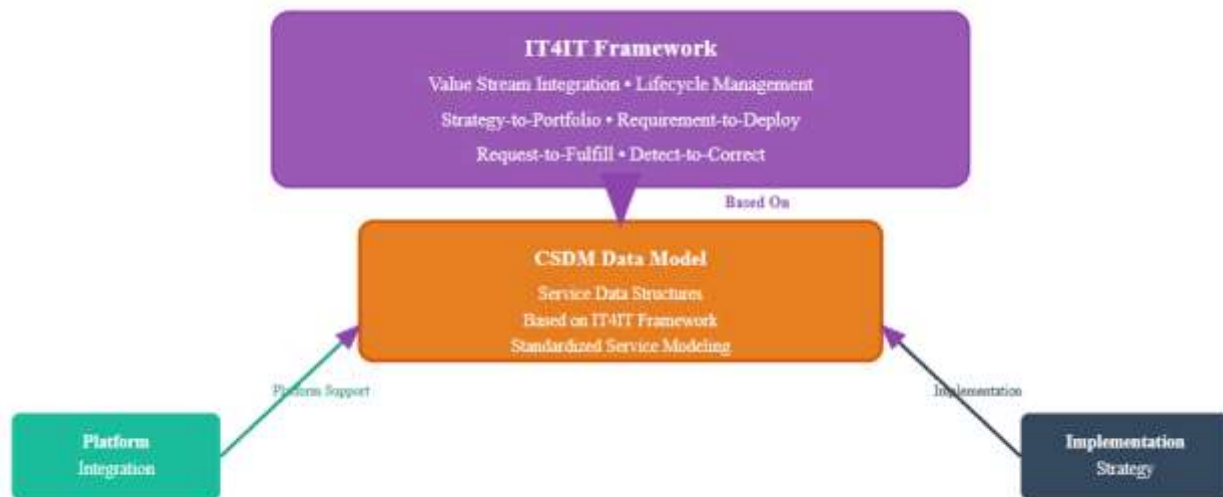 IT4IT Framework
Value Stream Integration • Lifecycle Management
Strategy-to-Portfolio • Requirement-to-Deploy
Request-to-Fulfill • Detect-to-Correct
Based On
CSDM Data Model
Service Data Structures
Based on IT4IT Framework
Standardized Service Modeling
Platform Support
Implementation
Platform
Integration
Implementation
Strategy